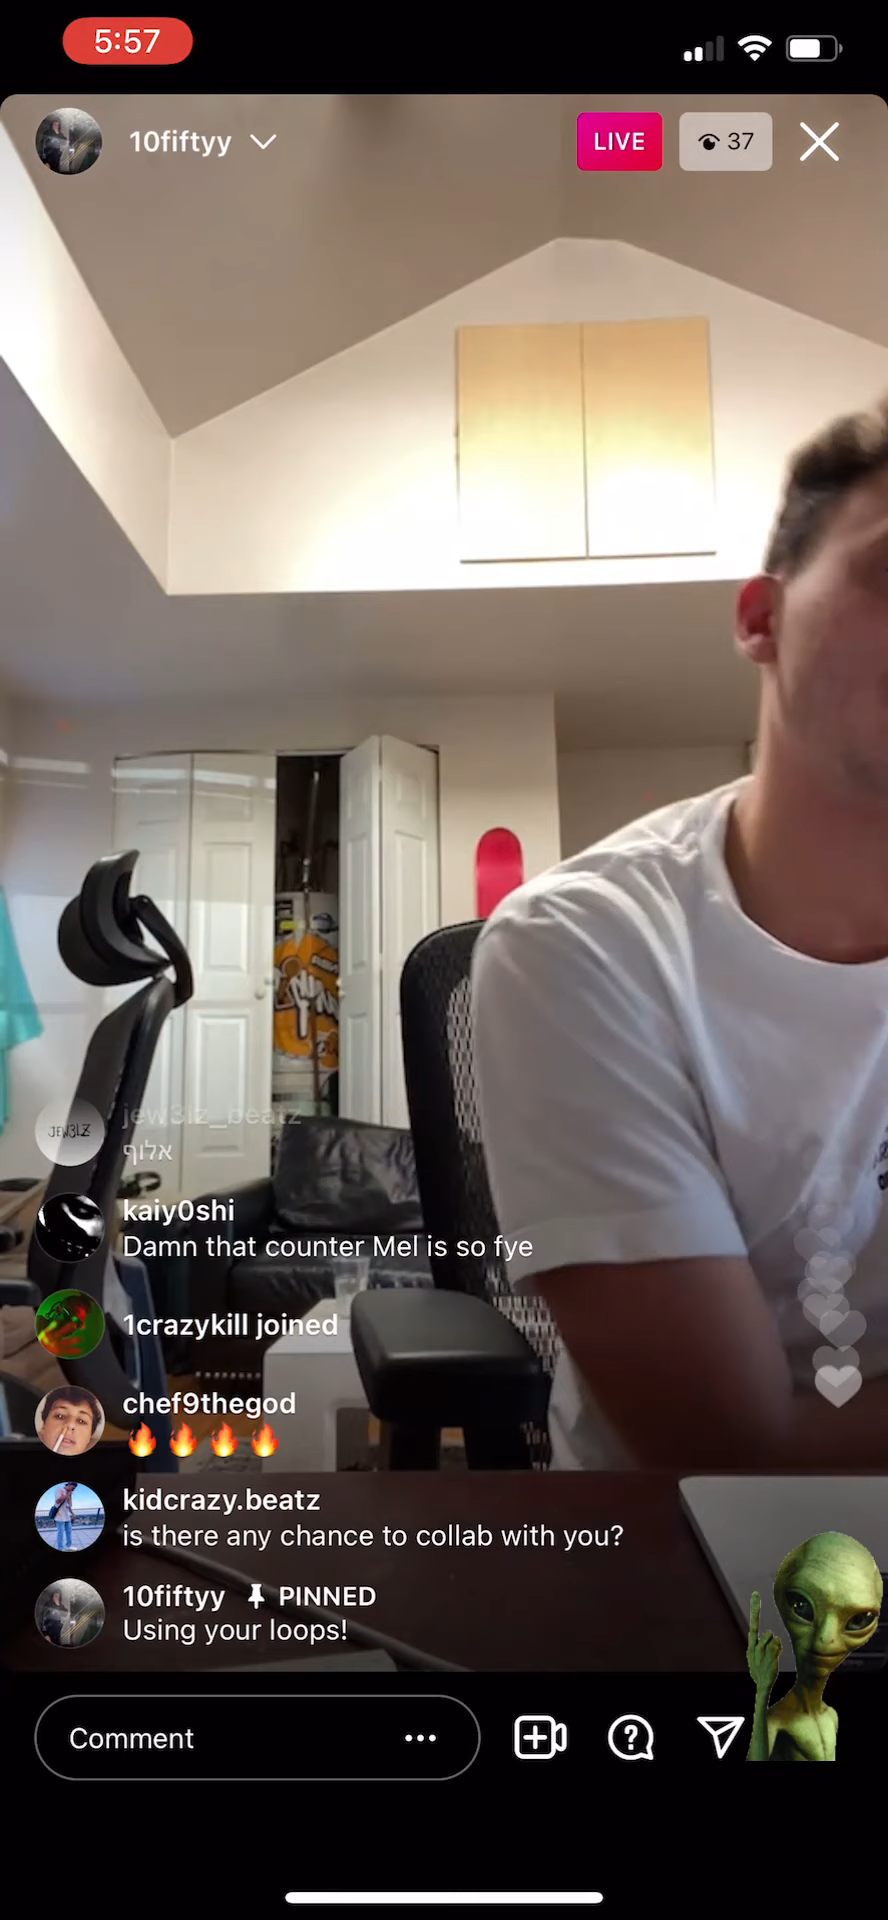 5:57
10fiftyy
LIVE
37
jew3lz_beatz
JEW3LZ
אלוף
kaiy0shi
Damn that counter Mel is so fye
1crazykill joined
chef9thegod
🔥🔥🔥🔥
kidcrazy.beatz
is there any chance to collab with you?
10fiftyy PINNED
Using your loops!
Comment